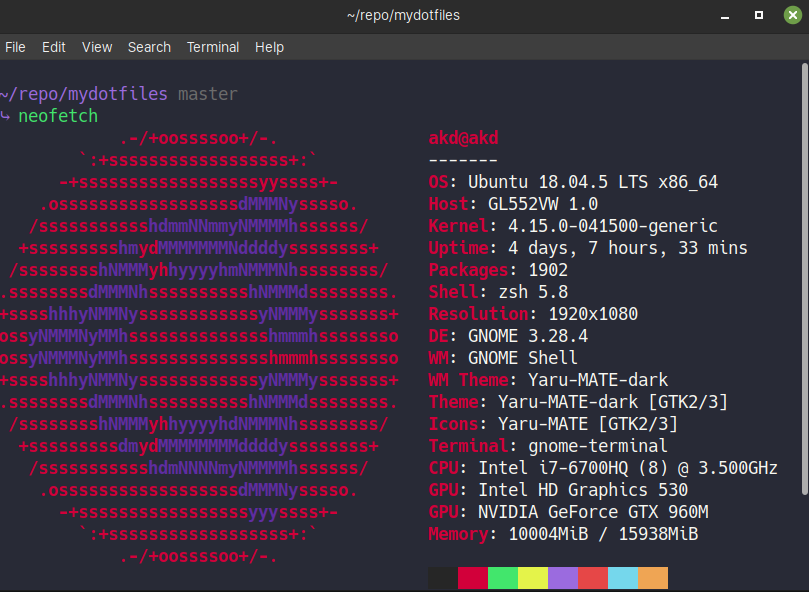 ~/repo/mydotfiles
File Edit View Search Terminal Help
~/repo/mydotfiles master
↳ neofetch
.-/+oossssoo+/-.
`:+ssssssssssssssssss+:`
-+ssssssssssssssssssyyssss+-
.ossssssssssssssssssdMMMNysssso.
/ssssssssssshdmmNNmmyNMMMMhssssss/
+ssssssssshmydMMMMMMMNddddyssssssss+
/sssssssshNMMMyhhyyyyhmNMMMNhssssssss/
.ssssssssdMMMNhsssssssssshNMMMdssssssss.
+sssshhhyNMMNyssssssssssssyNMMMysssssss+
ossyNMMMNyMMhsssssssssssssshmmmhssssssso
ossyNMMMNyMMhsssssssssssssshmmmhssssssso
+sssshhhyNMMNyssssssssssssyNMMMysssssss+
.ssssssssdMMMNhsssssssssshNMMMdssssssss.
/sssssssshNMMMyhhyyyyhdNMMMNhssssssss/
+sssssssssdmydMMMMMMMMddddyssssssss+
/ssssssssssshdmNNNNmyNMMMMhssssss/
.ossssssssssssssssssdMMMNysssso.
-+sssssssssssssssssyyyssss+-
`:+ssssssssssssssssss+:`
.-/+oossssoo+/-.
akd@akd
-------
OS: Ubuntu 18.04.5 LTS x86_64
Host: GL552VW 1.0
Kernel: 4.15.0-041500-generic
Uptime: 4 days, 7 hours, 33 mins
Packages: 1902
Shell: zsh 5.8
Resolution: 1920x1080
DE: GNOME 3.28.4
WM: GNOME Shell
WM Theme: Yaru-MATE-dark
Theme: Yaru-MATE-dark [GTK2/3]
Icons: Yaru-MATE [GTK2/3]
Terminal: gnome-terminal
CPU: Intel i7-6700HQ (8) @ 3.500GHz
GPU: Intel HD Graphics 530
GPU: NVIDIA GeForce GTX 960M
Memory: 10004MiB / 15938MiB